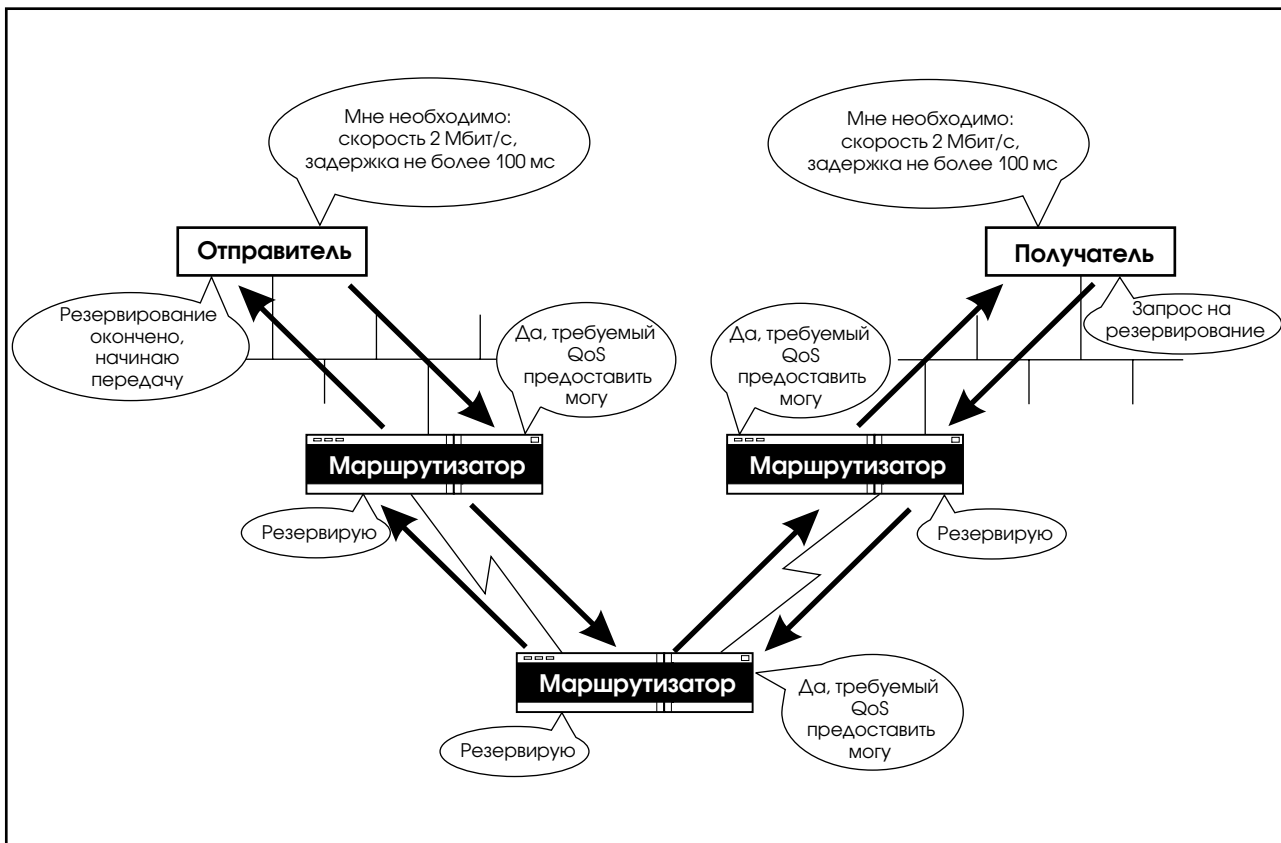 Мне необходимо:
скорость 2 Мбит/с,
задержка не более 100 мс
Мне необходимо:
скорость 2 Мбит/с,
задержка не более 100 мс
Отправитель
Получатель
Резервирование
окончено,
начинаю
передачу
Да, требуемый
QoS
предоставить
могу
Да, требуемый
QoS
предоставить
могу
Запрос на
резервирование
Маршрутизатор
Маршрутизатор
Резервирую
Резервирую
Маршрутизатор
Да, требуемый
QoS
предоставить
могу
Резервирую